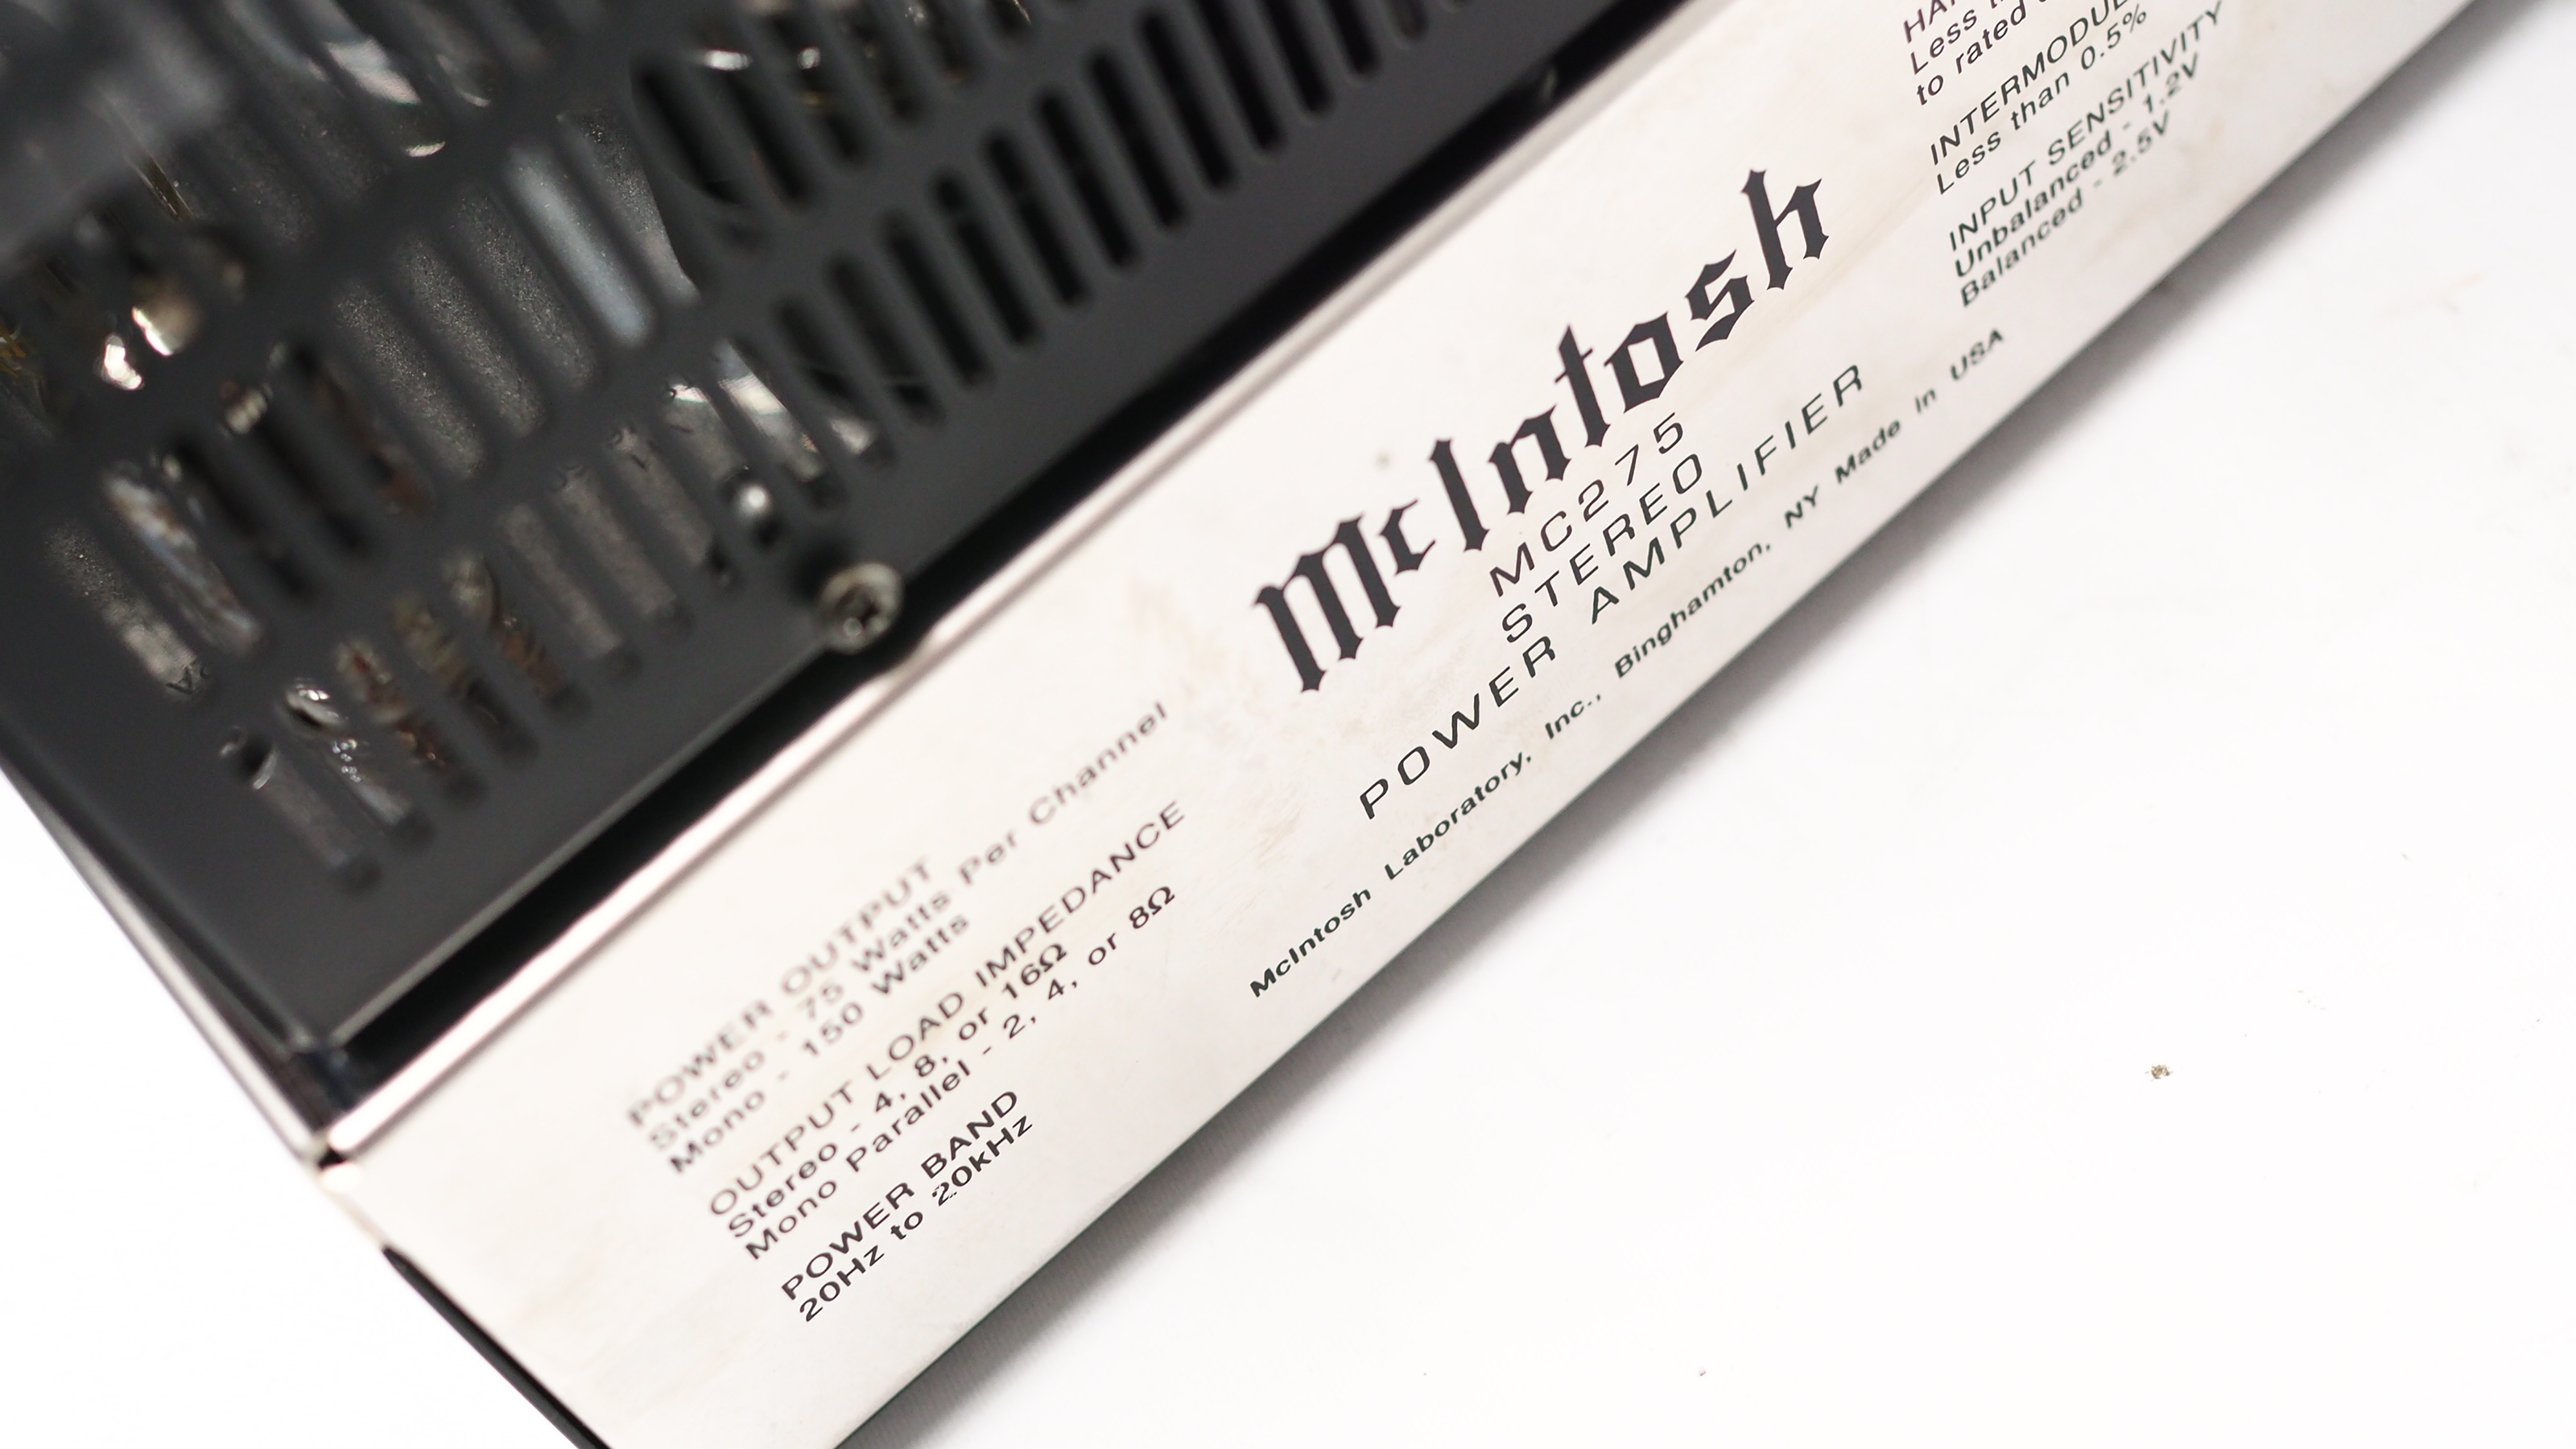 POWER OUTPUT
Stereo - 75 Watts Per Channel
Mono - 150 Watts
OUTPUT LOAD IMPEDANCE
Stereo - 4, 8, or 16Ω
Mono Parallel - 2, 4, or 8Ω
POWER BAND
20Hz to 20kHz
McIntosh
MC275
STEREO
POWER AMPLIFIER
McIntosh Laboratory, Inc., Binghamton, NY Made in USA
Less
to rated
Less than 0.5%
INPUT SENSITIVITY
Unbalanced - 1.2V
Balanced - 2.5V